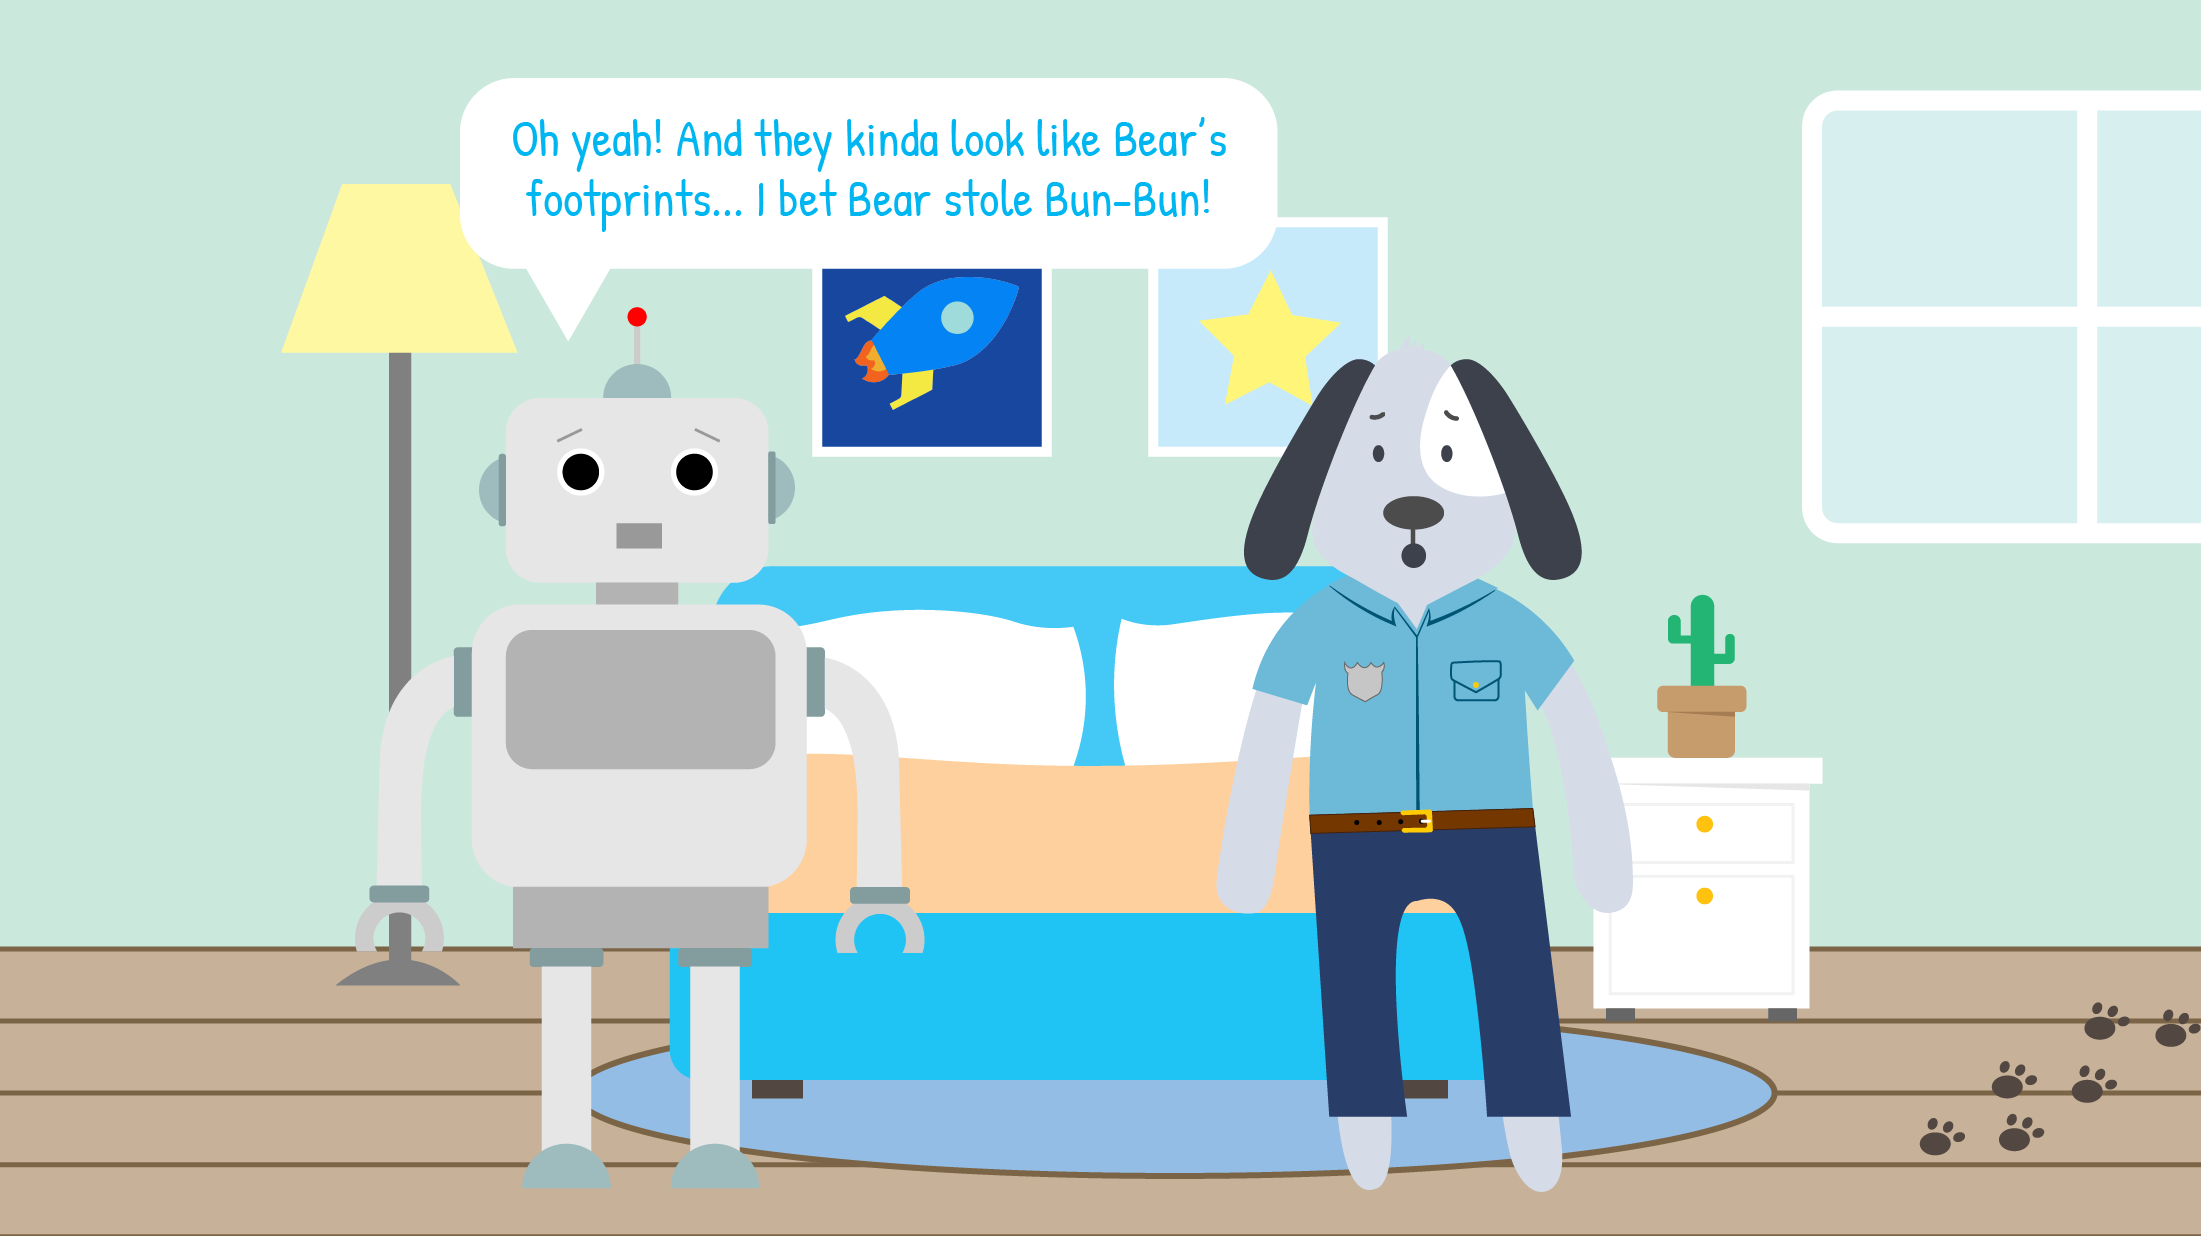 Oh yeah! And they kinda look like Bear's
footprints... I bet Bear stole Bun-Bun!